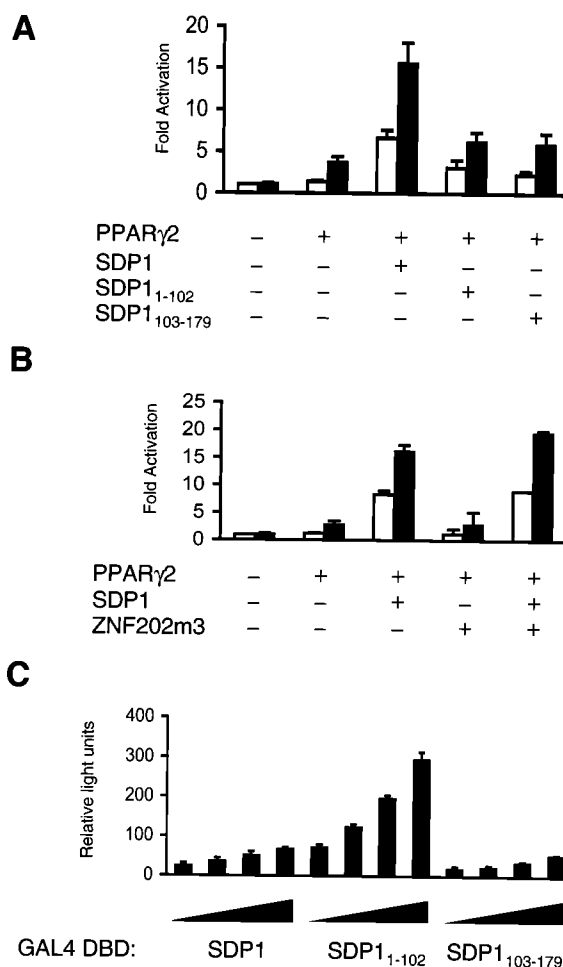 A
20
15
10
5
0
Fold Activation
PPARγ2 – + + + +
SDP1 – – + – –
SDP1₁₋₁₀₂ – – – + –
SDP1₁₀₃₋₁₇₉ – – – – +
B
25
20
15
10
5
0
Fold Activation
PPARγ2 – + + + +
SDP1 – – + – +
ZNF202m3 – – – + +
C
400
300
200
100
0
Relative light units
GAL4 DBD: SDP1 SDP1₁₋₁₀₂ SDP1₁₀₃₋₁₇₉